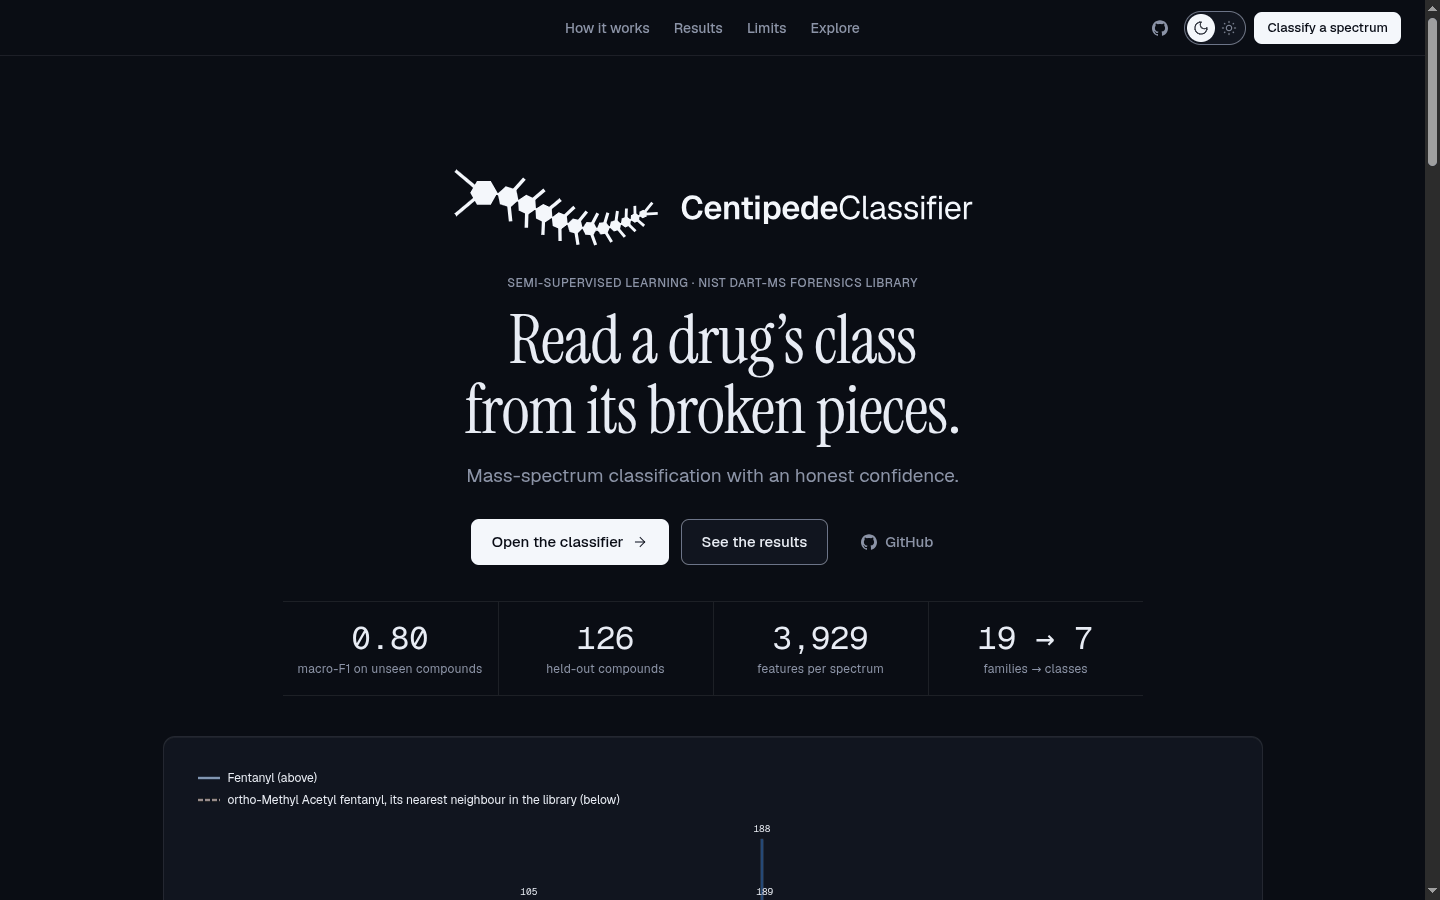 How it works
Results
Limits
Explore
Classify a spectrum
CentipedeClassifier
SEMI-SUPERVISED LEARNING · NIST DART-MS FORENSICS LIBRARY
Read a drug’s class
from its broken pieces.
Mass-spectrum classification with an honest confidence.
Open the classifier →
See the results
GitHub
0.80
macro-F1 on unseen compounds
126
held-out compounds
3,929
features per spectrum
19 → 7
families → classes
Fentanyl (above)
ortho-Methyl Acetyl fentanyl, its nearest neighbour in the library (below)
188
105
189